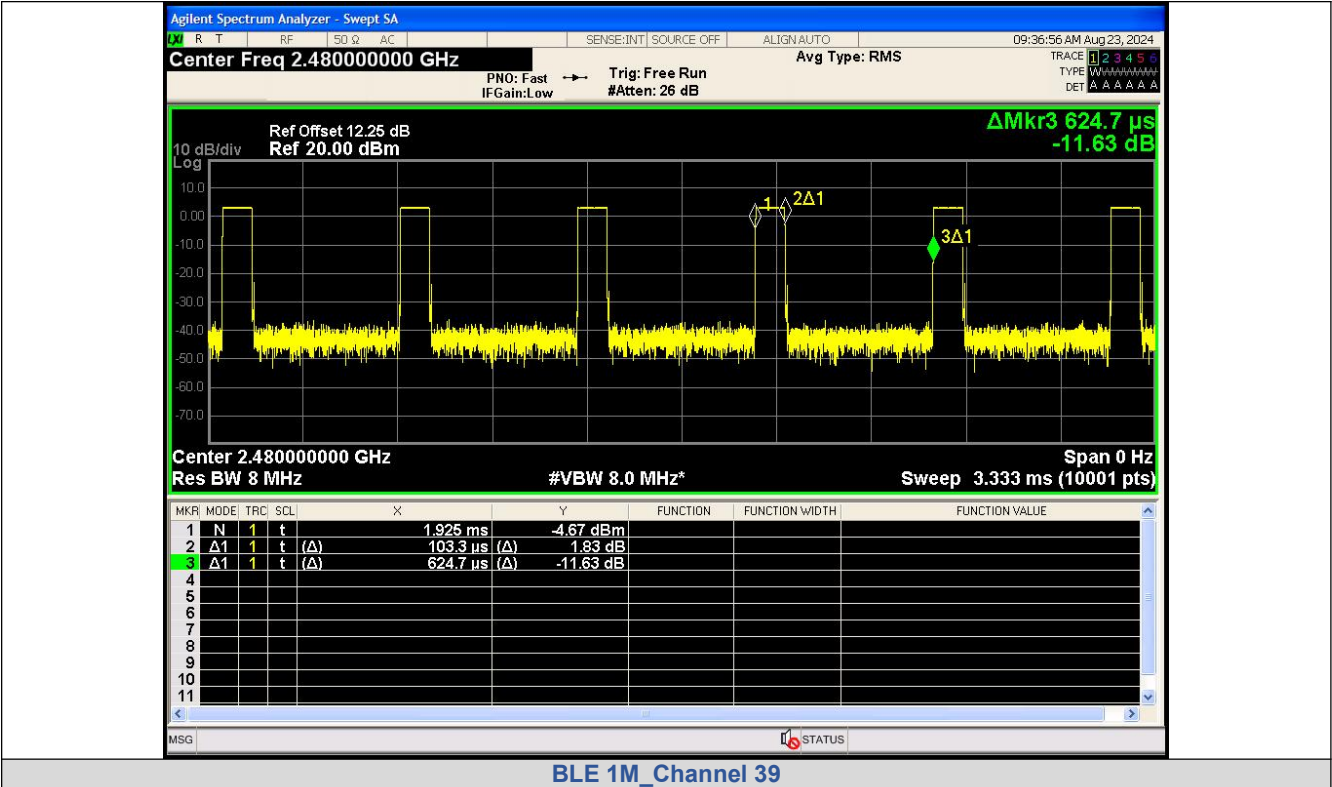 Agilent Spectrum Analyzer - Swept SA
LXI R T RF 50 Ω AC SENSE:INT SOURCE OFF ALIGN AUTO 09:36:56 AM Aug 23, 2024
Center Freq 2.480000000 GHz
PNO: Fast
IFGain:Low
Trig: Free Run
#Atten: 26 dB
Avg Type: RMS
TRACE 1 2 3 4 5 6
TYPE W
DET A A A A A A
ΔMkr3 624.7 µs
-11.63 dB
Ref Offset 12.25 dB
10 dB/div Ref 20.00 dBm
Log
10.0
0.00
-10.0
-20.0
-30.0
-40.0
-50.0
-60.0
-70.0
1
2Δ1
3Δ1
Center 2.480000000 GHz Span 0 Hz
Res BW 8 MHz #VBW 8.0 MHz* Sweep 3.333 ms (10001 pts)
MKR MODE TRC SCL X Y FUNCTION FUNCTION WIDTH FUNCTION VALUE
1 N 1 t 1.925 ms -4.67 dBm
2 Δ1 1 t (Δ) 103.3 µs (Δ) 1.83 dB
3 Δ1 1 t (Δ) 624.7 µs (Δ) -11.63 dB
4
5
6
7
8
9
10
11
MSG STATUS
BLE 1M_Channel 39